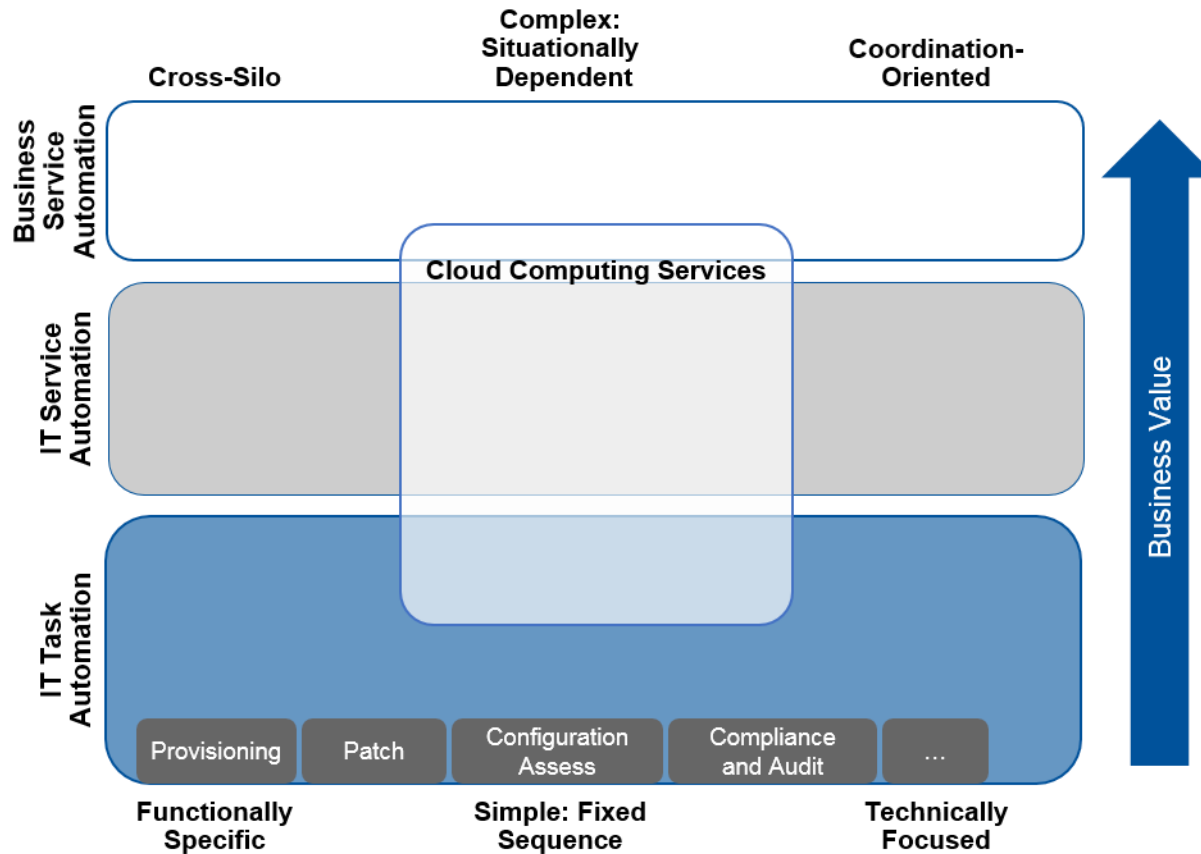 Cross-Silo
Complex:
Situationally
Dependent
Coordination-
Oriented
Business
Service
Automation
Cloud Computing Services
IT Service
Automation
Business Value
IT Task
Automation
Provisioning
Patch
Configuration
Assess
Compliance
and Audit
…
Functionally
Specific
Simple: Fixed
Sequence
Technically
Focused